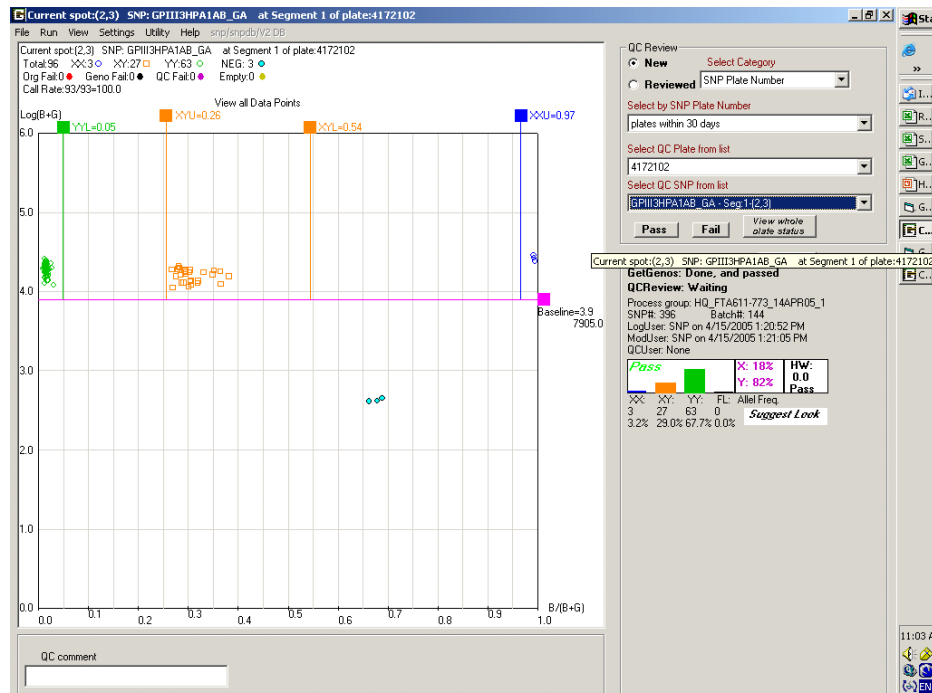 Current spot:(2,3) SNP: GPIII3HPA1AB_GA at Segment 1 of plate:4172102
File Run View Settings Utility Help snp/snpdb/V2 DB
Current spot:(2,3) SNP: GPIII3HPA1AB_GA at Segment 1 of plate:4172102
Total:96 XX:3 XY:27 YY:63 NEG: 3
Org Fail:0 Geno Fail:0 QC Fail:0 Empty:0
Call Rate:93/93=100.0
View all Data Points
Log(B+G)
YYL=0.05 XYU=0.26 XYL=0.54 XXU=0.97
6.0
5.0
4.0
Baseline=3.9
7905.0
3.0
2.0
1.0
0.0
0.0 0.1 0.2 0.3 0.4 0.5 0.6 0.7 0.8 0.9 1.0
B/(B+G)
QC comment
QC Review
New
Reviewed
Select Category
SNP Plate Number
Select by SNP Plate Number
plates within 30 days
Select QC Plate from list
4172102
Select QC SNP from list
GPIII3HPA1AB_GA - Seg:1-(2,3)
Pass Fail View whole plate status
Current spot:(2,3) SNP: GPIII3HPA1AB_GA at Segment 1 of plate:4172102
GetGenos: Done, and passed
QCReview: Waiting
Process group: HQ_FTA611-773_14APR05_1
SNP#: 396 Batch#: 144
LogUser: SNP on 4/15/2005 1:20:52 PM
ModUser: SNP on 4/15/2005 1:21:05 PM
QCUser: None
Pass
X: 18%
Y: 82%
HW:
0.0
Pass
XX: XY: YY: FL: Allel Freq.
3 27 63 0
3.2% 29.0% 67.7% 0.0%
Suggest Look
Sta
I...
R..
S..
G..
H..
G..
C...
C..
11:03 A
EN